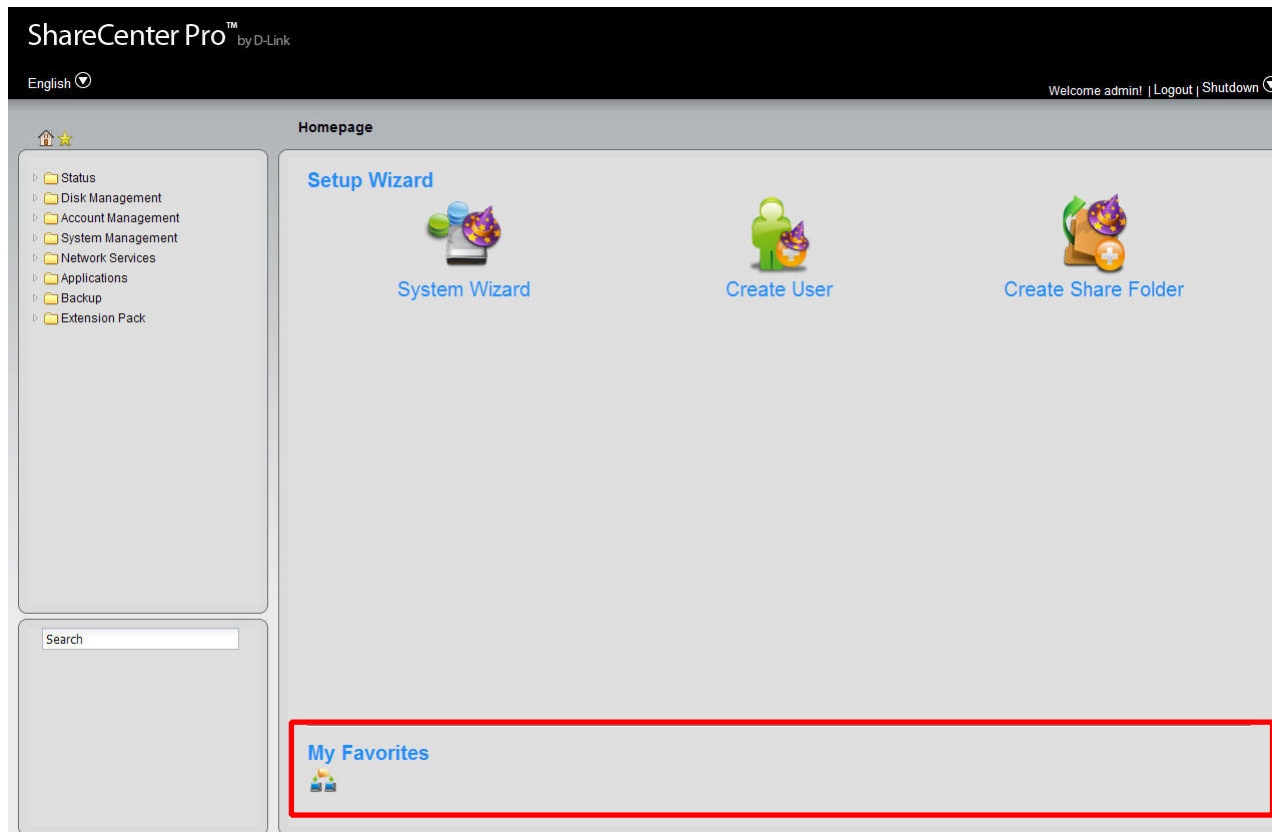 ShareCenter Pro™ by D-Link
English
Welcome admin! | Logout | Shutdown
Homepage
Status
Disk Management
Account Management
System Management
Network Services
Applications
Backup
Extension Pack
Search
Setup Wizard
System Wizard
Create User
Create Share Folder
My Favorites